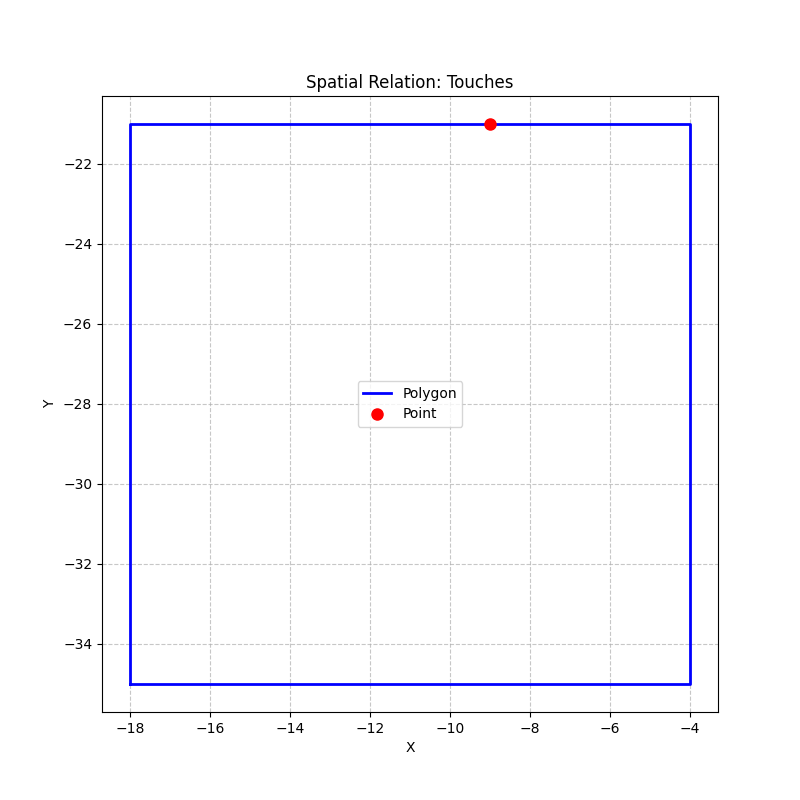 Spatial Relation: Touches
−22
−24
−26
−28
−30
−32
−34
Y
Polygon
Point
−18 −16 −14 −12 −10 −8 −6 −4
X